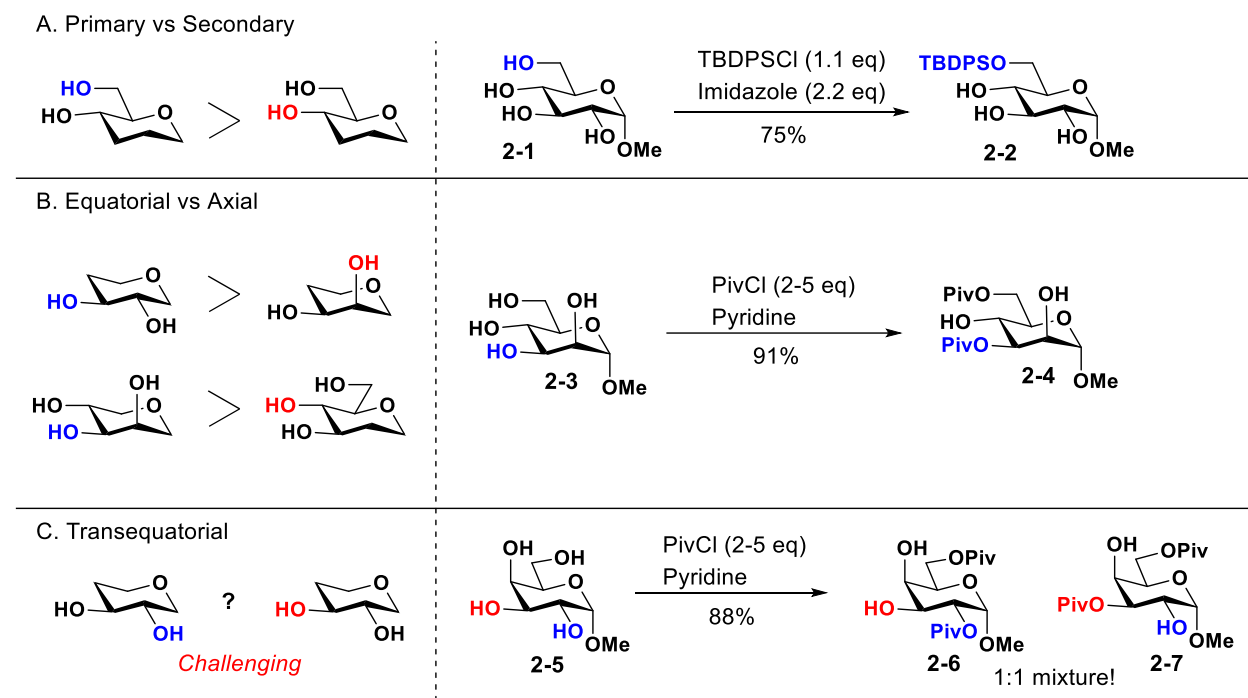 A. Primary vs Secondary
HO
HO
O
>
HO
HO
O
HO
HO
HO
HO
O
OMe
2-1
TBDPSCl (1.1 eq)
Imidazole (2.2 eq)
75%
TBDPSO
HO
HO
HO
O
OMe
2-2
B. Equatorial vs Axial
O
HO
OH
>
OH
O
HO
OH
HO
HO
O
>
HO
HO
HO
O
HO
OH
HO
HO
O
OMe
2-3
PivCl (2-5 eq)
Pyridine
91%
PivO
OH
HO
PivO
O
OMe
2-4
C. Transequatorial
O
HO
OH
?
O
HO
OH
Challenging
OH
OH
O
HO
HO
OMe
2-5
PivCl (2-5 eq)
Pyridine
88%
OH
OPiv
O
HO
PivO
OMe
2-6
OH
OPiv
O
PivO
HO
OMe
2-7
1:1 mixture!